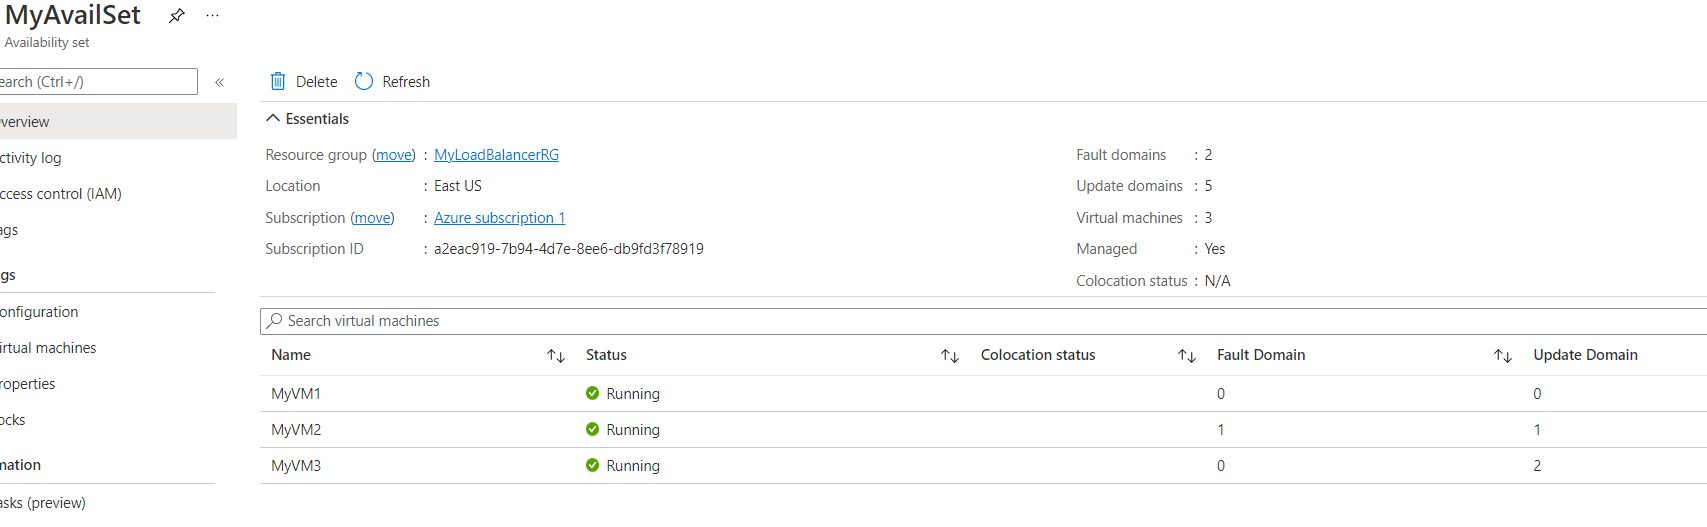 MyAvailSet
Availability set
earch (Ctrl+/)
«
verview
ctivity log
ccess control (IAM)
ags
gs
onfiguration
irtual machines
roperties
ocks
mation
asks (preview)
Delete Refresh
Essentials
Resource group (move) : MyLoadBalancerRG
Location : East US
Subscription (move) : Azure subscription 1
Subscription ID : a2eac919-7b94-4d7e-8ee6-db9fd3f78919
Fault domains : 2
Update domains : 5
Virtual machines : 3
Managed : Yes
Colocation status : N/A
Search virtual machines
Name Status Colocation status Fault Domain Update Domain
MyVM1 Running 0 0
MyVM2 Running 1 1
MyVM3 Running 0 2